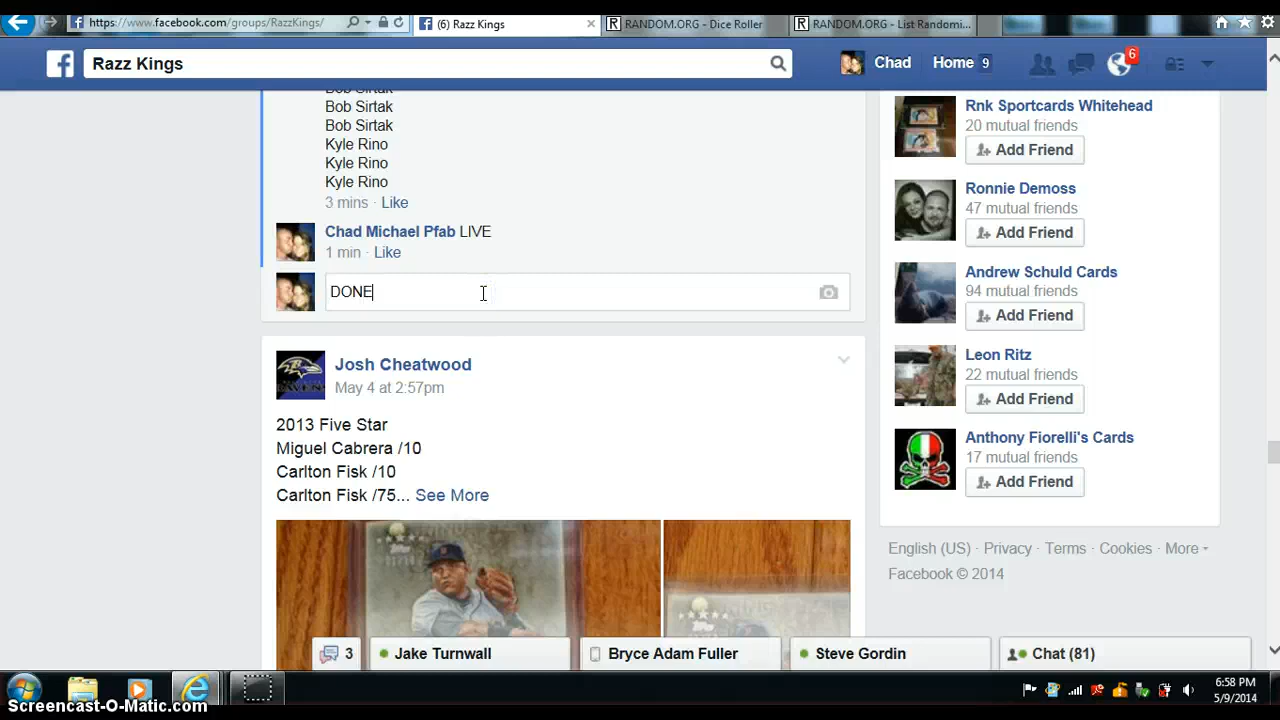 https://www.facebook.com/groups/RazzKings/
(6) Razz Kings
RANDOM.ORG - Dice Roller
RANDOM.ORG - List Randomi...
Razz Kings
Chad
Home 9
6
Bob Sirtak
Bob Sirtak
Bob Sirtak
Kyle Rino
Kyle Rino
Kyle Rino
3 mins · Like
Chad Michael Pfab LIVE
1 min · Like
DONE
Josh Cheatwood
May 4 at 2:57pm
2013 Five Star
Miguel Cabrera /10
Carlton Fisk /10
Carlton Fisk /75... See More
Rnk Sportcards Whitehead
20 mutual friends
Add Friend
Ronnie Demoss
47 mutual friends
Add Friend
Andrew Schuld Cards
94 mutual friends
Add Friend
Leon Ritz
22 mutual friends
Add Friend
Anthony Fiorelli's Cards
17 mutual friends
Add Friend
English (US) · Privacy · Terms · Cookies · More
Facebook © 2014
3
Jake Turnwall
Bryce Adam Fuller
Steve Gordin
Chat (81)
6:58 PM
5/9/2014
Screencast-O-Matic.com